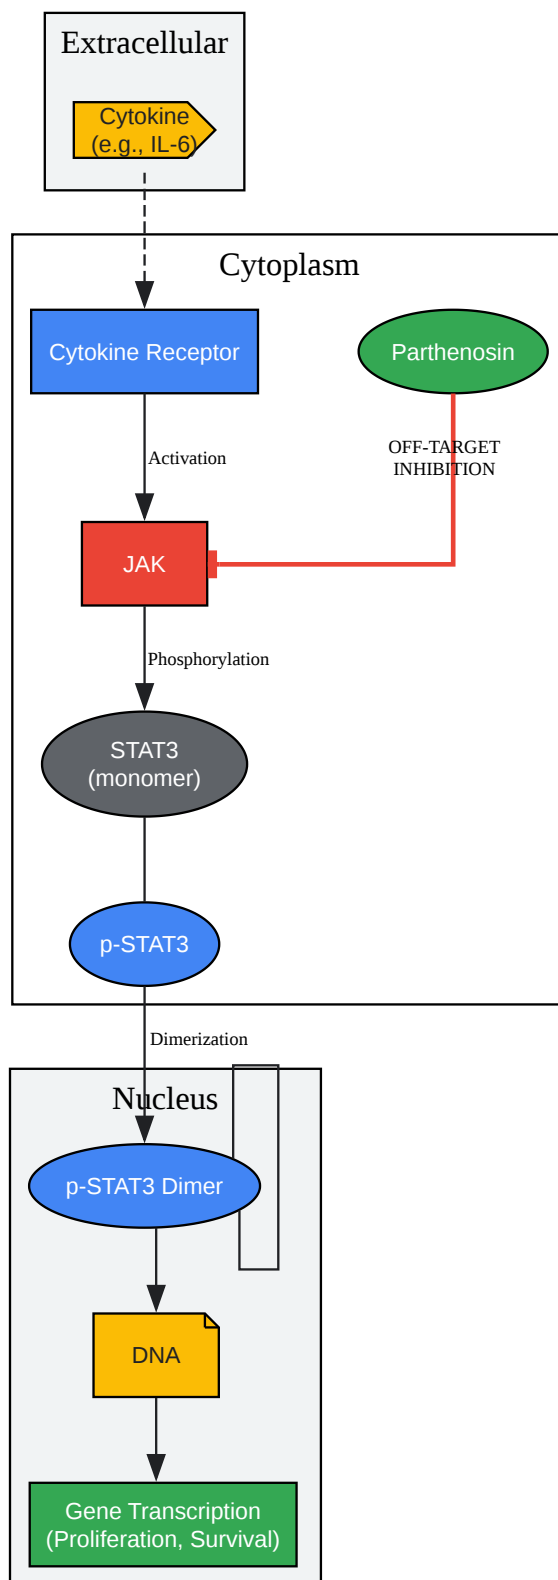 Extracellular
Cytokine
(e.g., IL-6)
Cytoplasm
Cytokine Receptor
Parthenosin
Activation
OFF-TARGET
INHIBITION
JAK
Phosphorylation
STAT3
(monomer)
p-STAT3
Dimerization
Nucleus
p-STAT3 Dimer
DNA
Gene Transcription
(Proliferation, Survival)